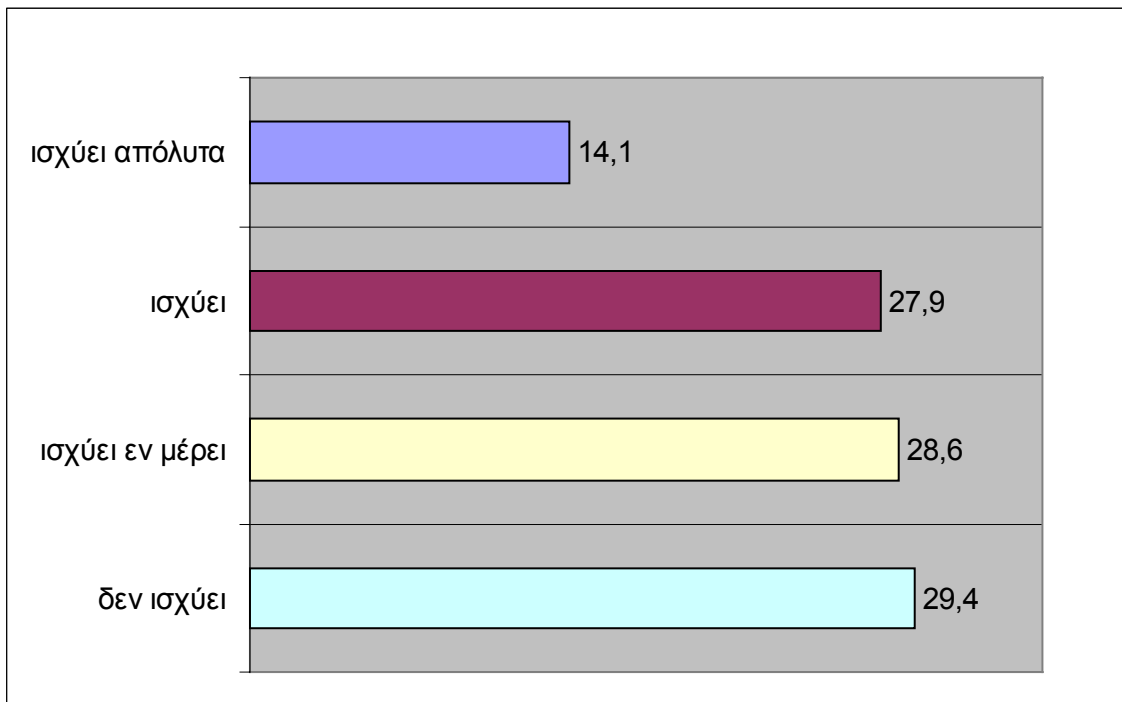 ισχύει απόλυτα 14,1
ισχύει 27,9
ισχύει εν μέρει 28,6
δεν ισχύει 29,4